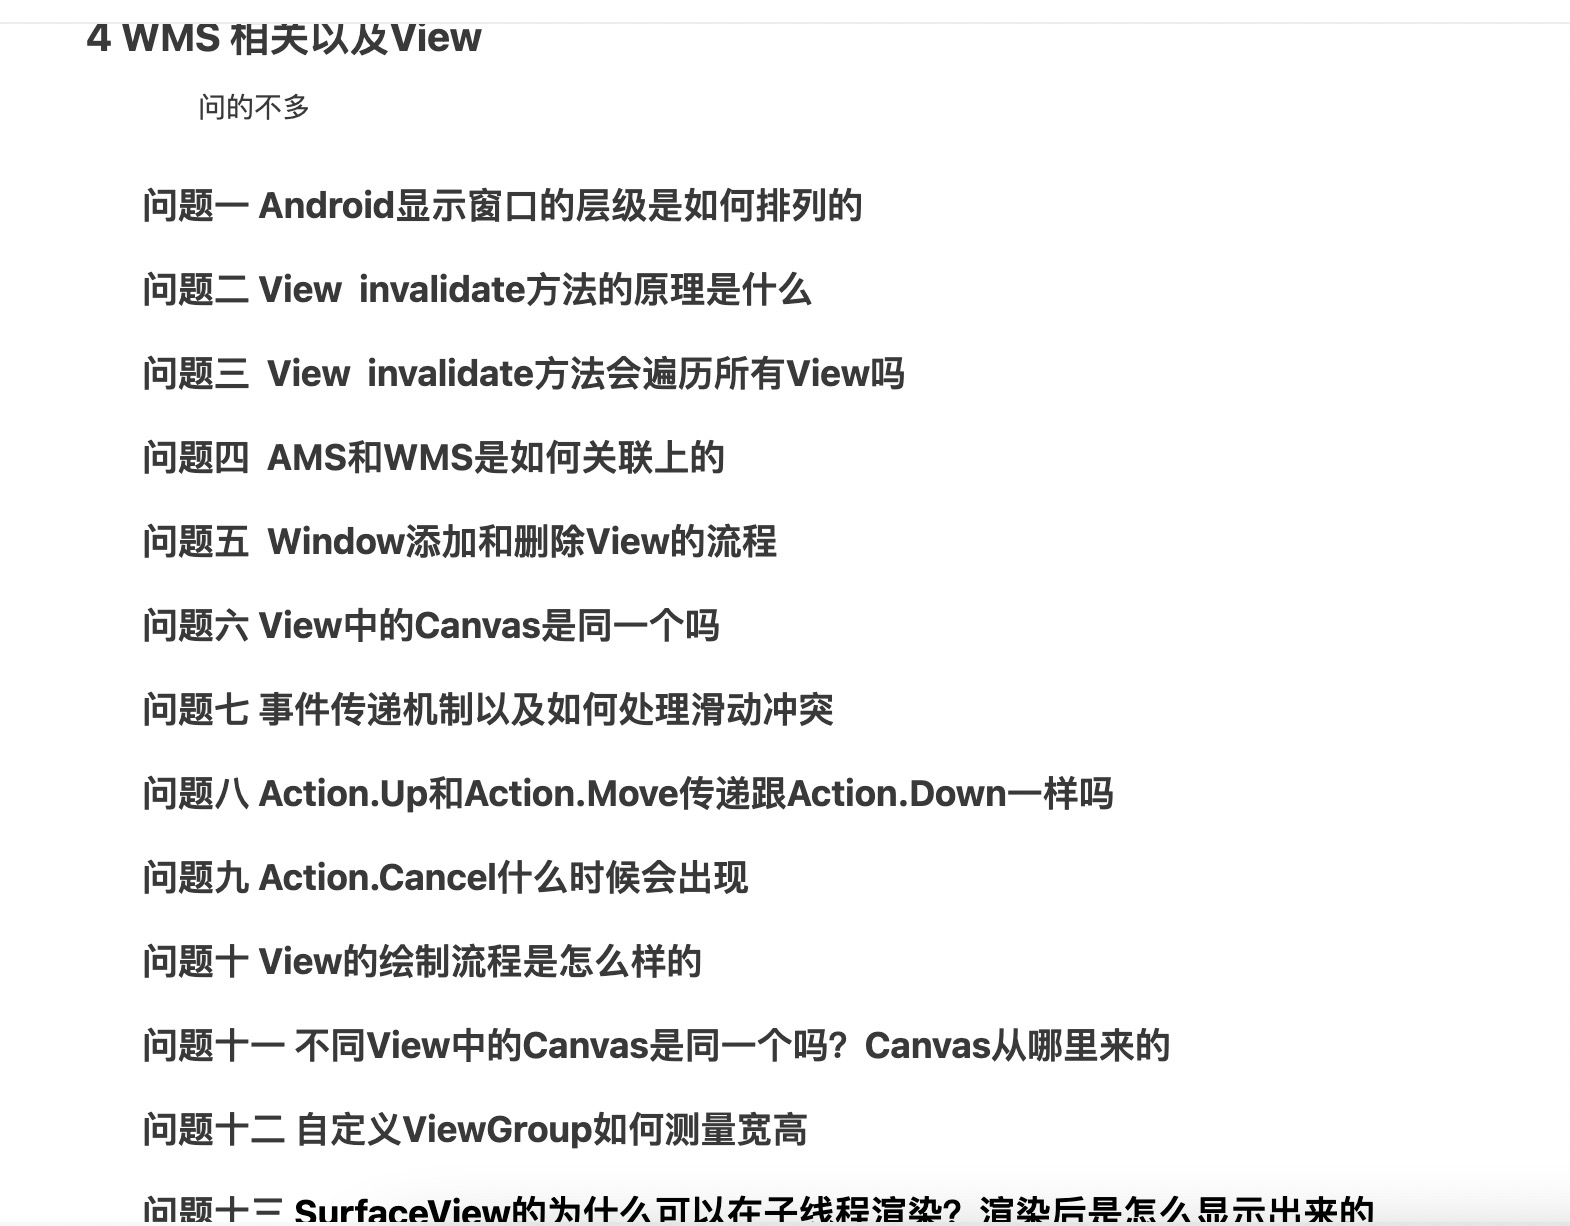 4 WMS 相关以及View
问的不多
问题一 Android显示窗口的层级是如何排列的
问题二 View  invalidate方法的原理是什么
问题三  View  invalidate方法会遍历所有View吗
问题四  AMS和WMS是如何关联上的
问题五  Window添加和删除View的流程
问题六 View中的Canvas是同一个吗
问题七 事件传递机制以及如何处理滑动冲突
问题八 Action.Up和Action.Move传递跟Action.Down一样吗
问题九 Action.Cancel什么时候会出现
问题十 View的绘制流程是怎么样的
问题十一 不同View中的Canvas是同一个吗？Canvas从哪里来的
问题十二 自定义ViewGroup如何测量宽高
问题十三 SurfaceView的为什么可以在子线程渲染？渲染后是怎么显示出来的